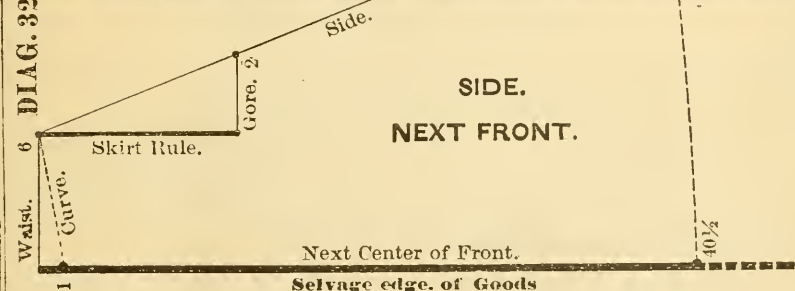 DIAG. 32
Side.
Gore. 2
SIDE.
NEXT FRONT.
6
Skirt Rule.
Waist.
Curve.
Next Center of Front.
40½
1
Selvage edge. of Goods